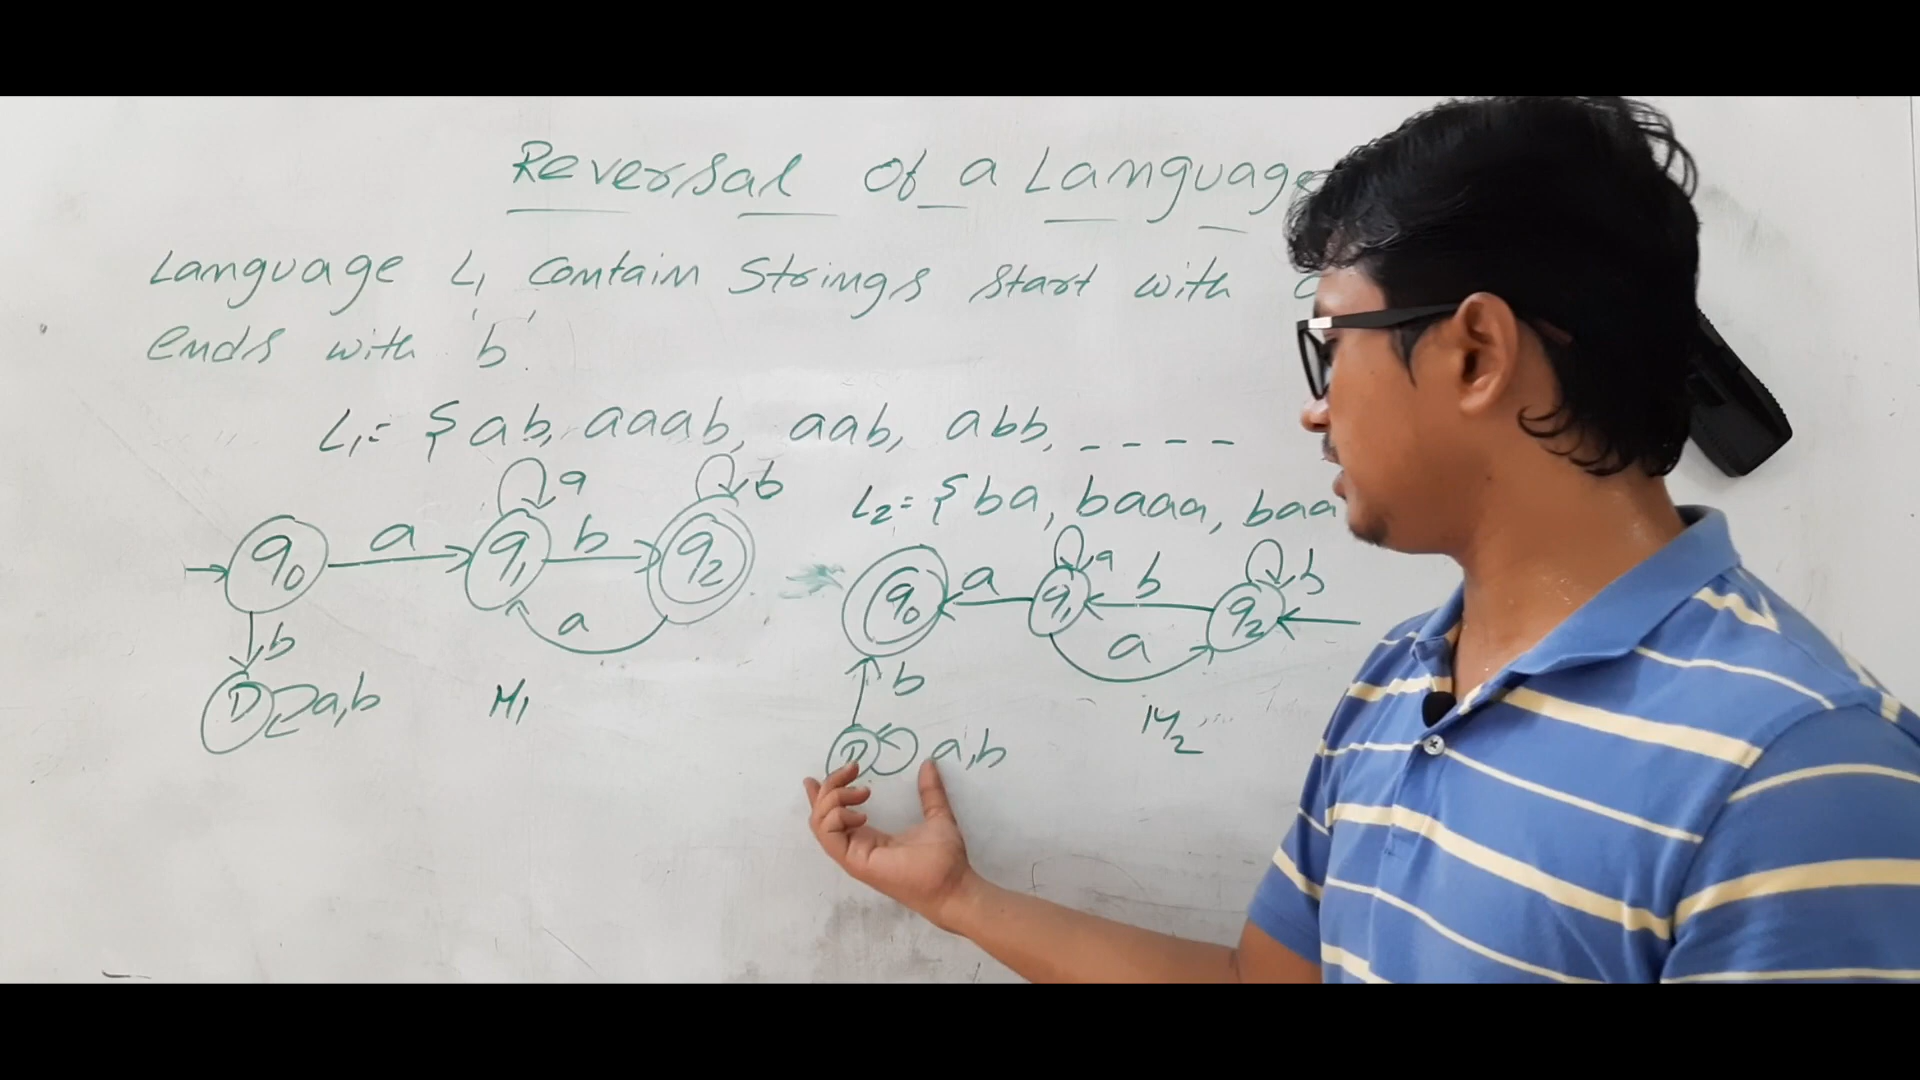 Reversal of a Language
Language L1 contain Strings start with
ends with 'b'.
L1 = { ab, aaab, aab, abb, - - - -
L2 = { ba, baaa, baa
a
b
q0
a
q1
b
q2
a
b
D
a,b
M1
a
b
q0
a
q1
b
q2
a
b
D
a,b
M2